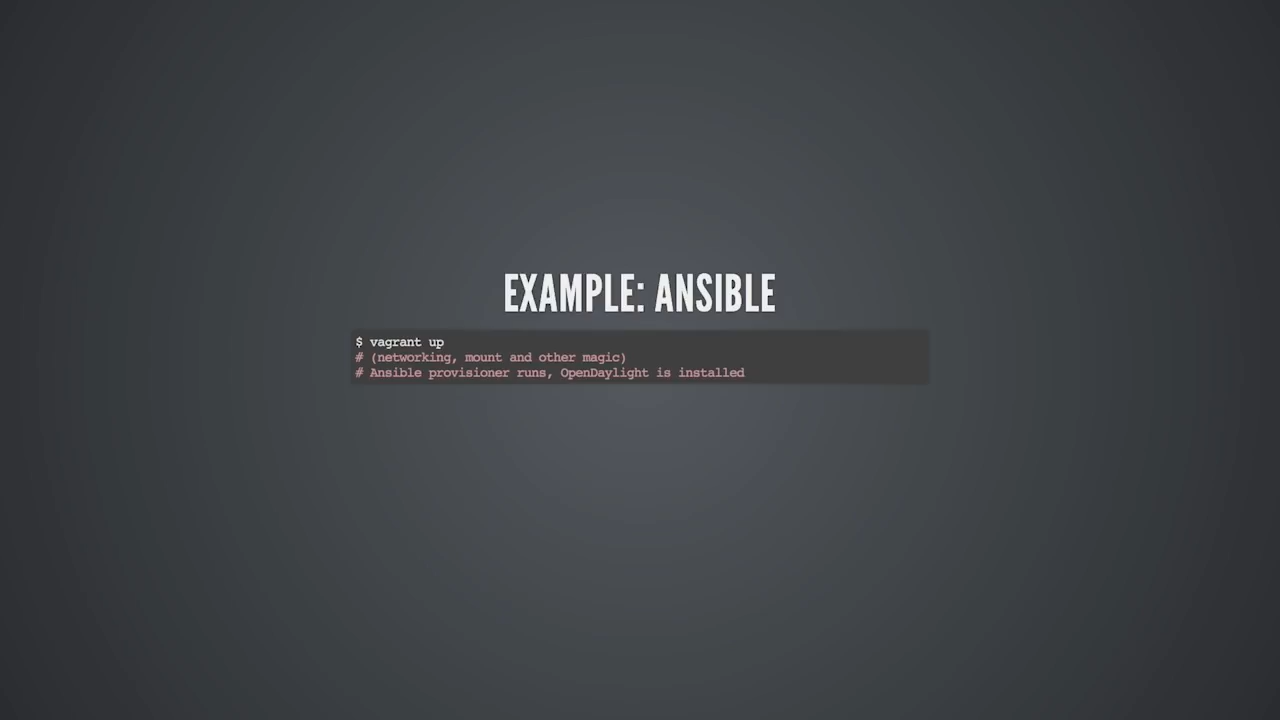 EXAMPLE: ANSIBLE
$ vagrant up
# (networking, mount and other magic)
# Ansible provisioner runs, OpenDaylight is installed